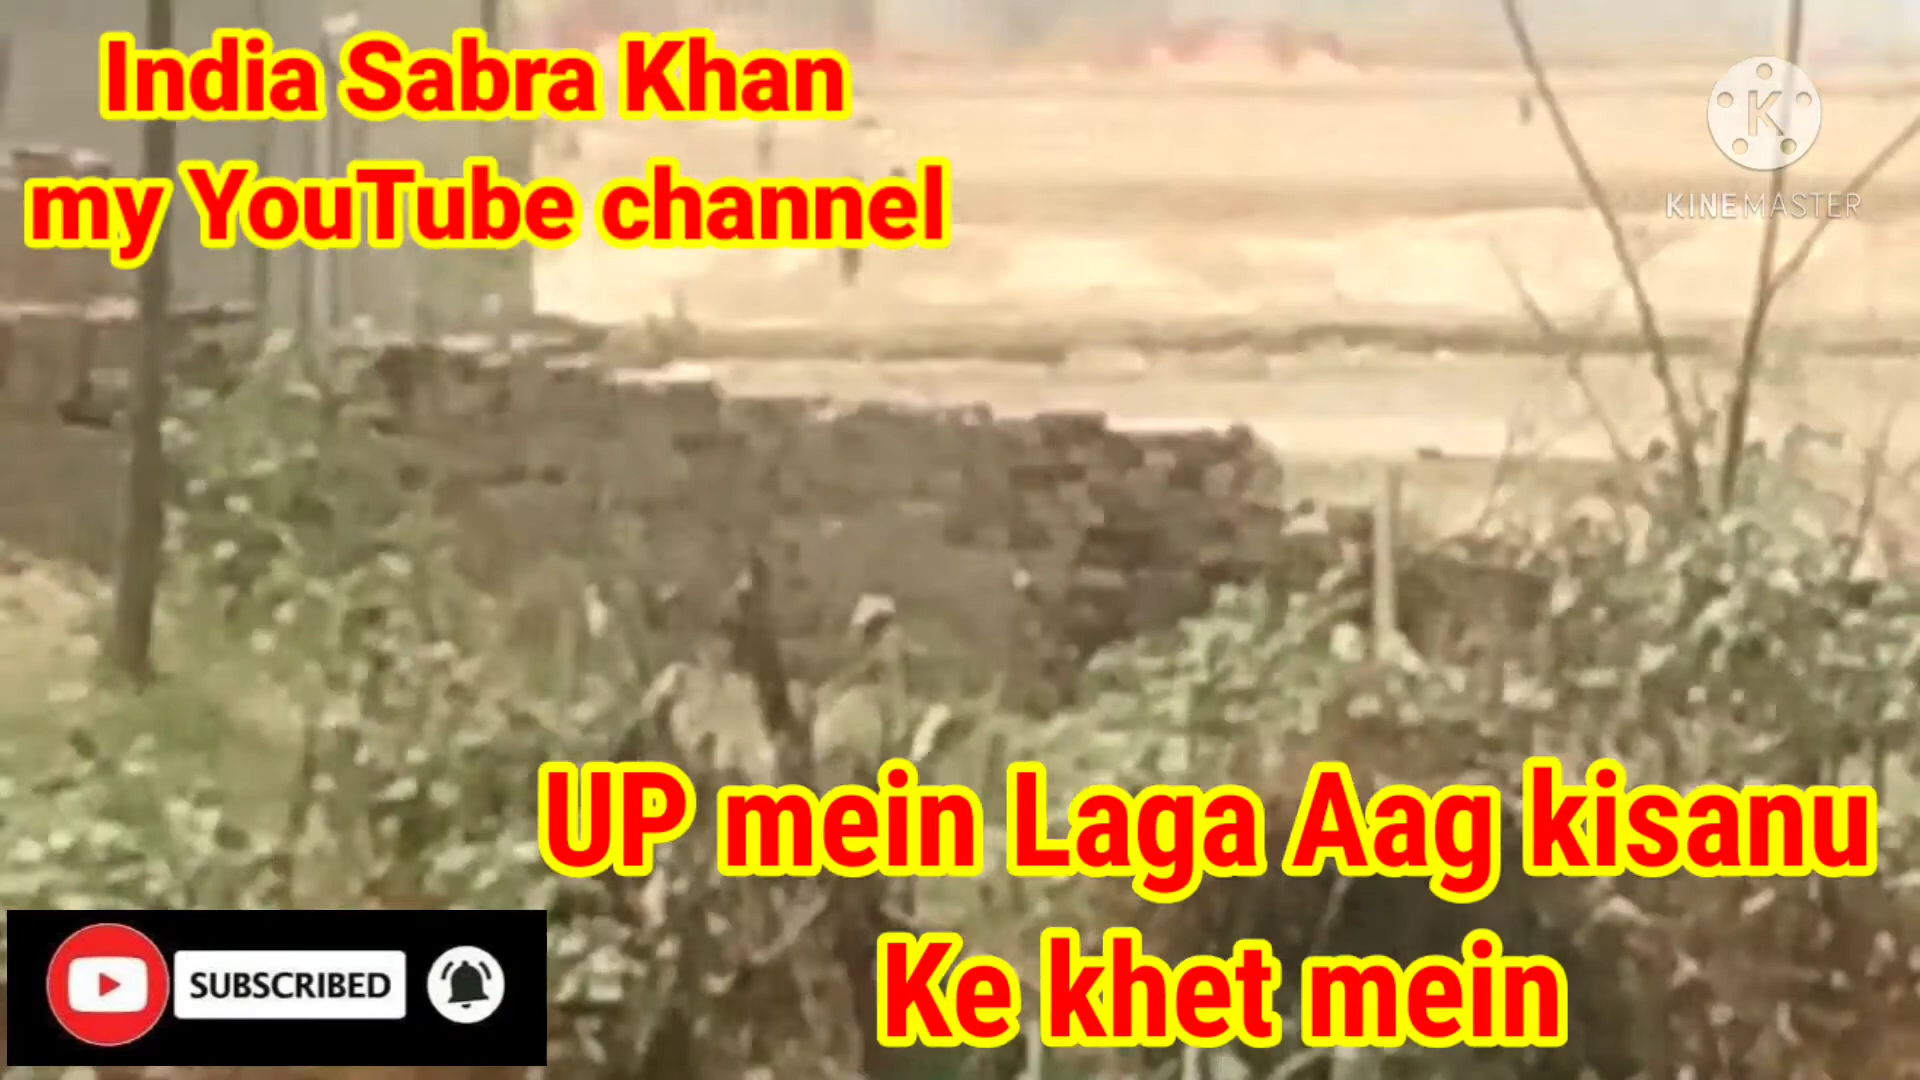 India Sabra Khan
my YouTube channel
KINEMASTER
UP mein Laga Aag kisanu
Ke khet mein
SUBSCRIBED